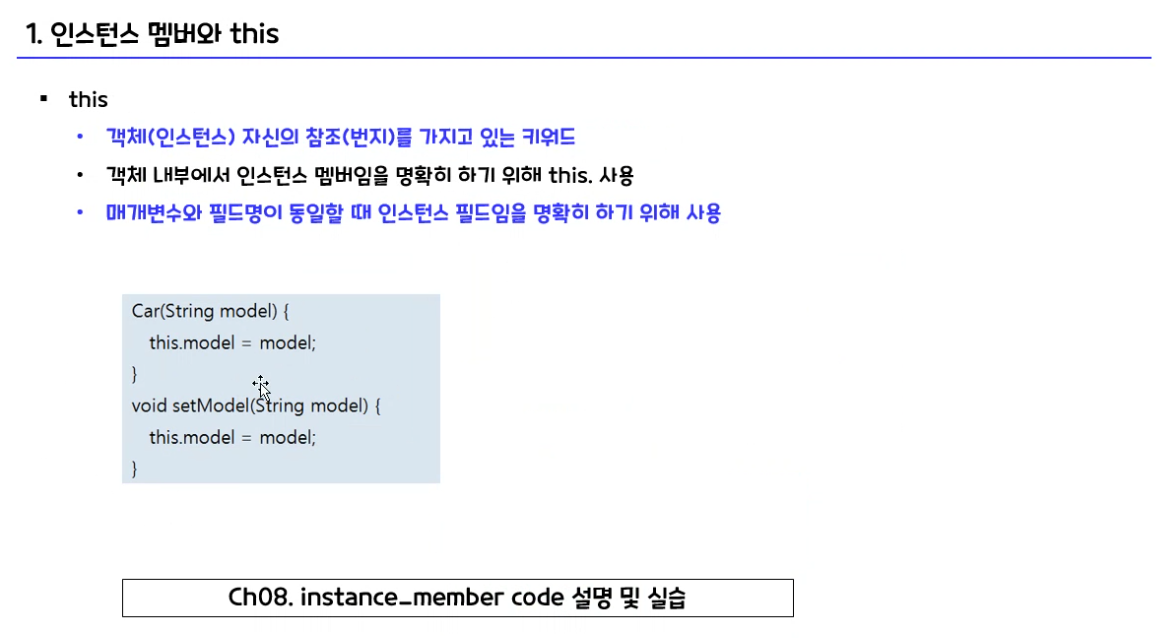 1. 인스턴스 멤버와 this
▪ this
• 객체(인스턴스) 자신의 참조(번지)를 가지고 있는 키워드
• 객체 내부에서 인스턴스 멤버임을 명확히 하기 위해 this. 사용
• 매개변수와 필드명이 동일할 때 인스턴스 필드임을 명확히 하기 위해 사용
Car(String model) {
this.model = model;
}
void setModel(String model) {
this.model = model;
}
Ch08. instance_member code 설명 및 실습